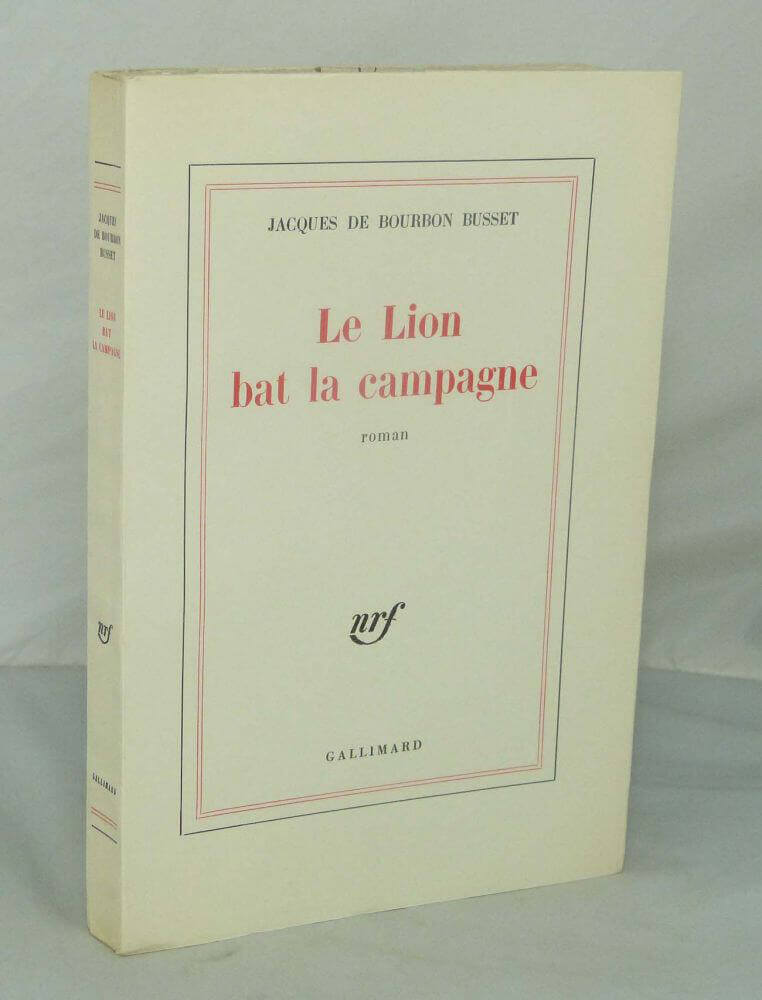 JACQUES DE BOURBON BUSSET
Le Lion
bat la campagne
roman
nrf
GALLIMARD
JACQUES
DE BOURBON
BUSSET
LE LION
BAT
LA CAMPAGNE
nrf
GALLIMARD